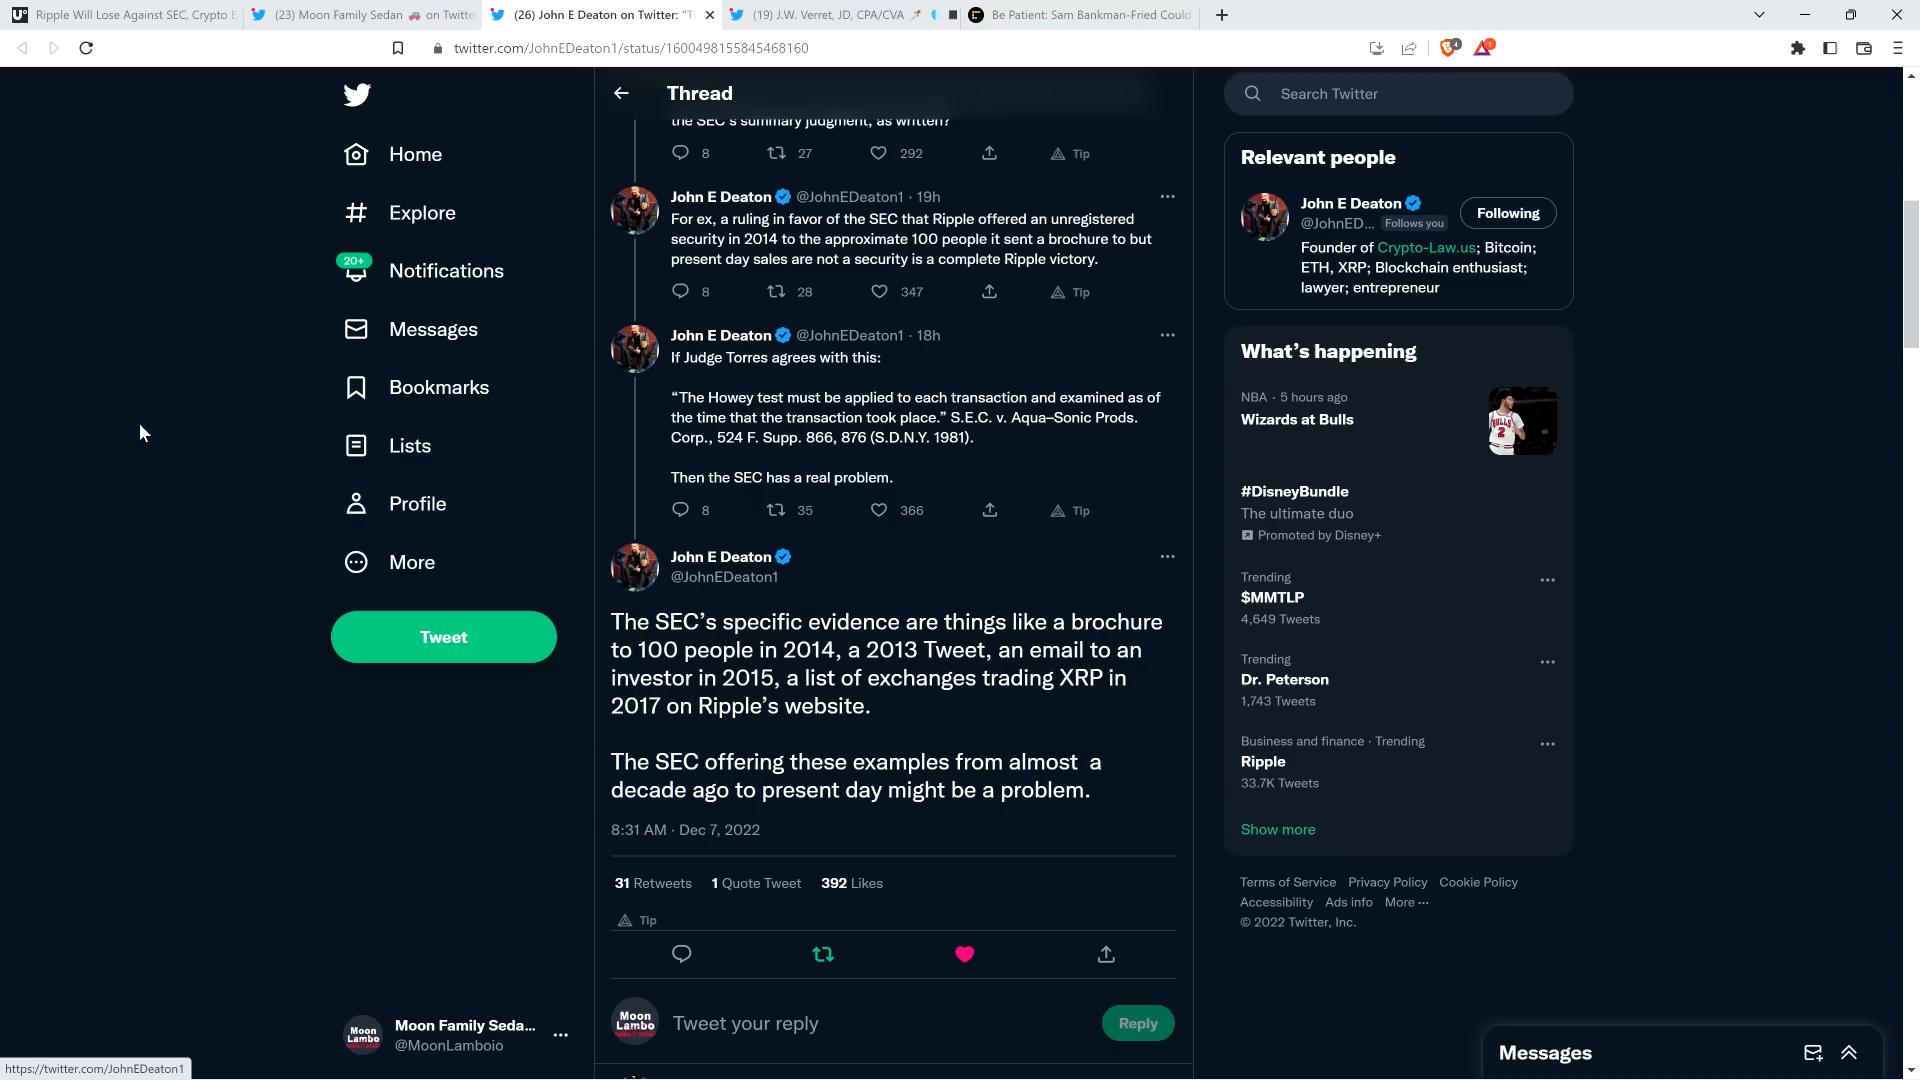 Ripple Will Lose Against SEC, Crypto E
(23) Moon Family Sedan 🚗 on Twitte
(26) John E Deaton on Twitter: "Th
(19) J.W. Verret, JD, CPA/CVA
Be Patient: Sam Bankman-Fried Could
twitter.com/JohnEDeaton1/status/1600498155845468160
4
1
Home
Explore
20+
Notifications
Messages
Bookmarks
Lists
Profile
More
Tweet
Moon Lambo
Moon Family Seda...
@MoonLamboio
https://twitter.com/JohnEDeaton1
Thread
the SEC's summary judgment, as written?
8 27 292 Tip
John E Deaton @JohnEDeaton1 · 19h
For ex, a ruling in favor of the SEC that Ripple offered an unregistered
security in 2014 to the approximate 100 people it sent a brochure to but
present day sales are not a security is a complete Ripple victory.
8 28 347 Tip
John E Deaton @JohnEDeaton1 · 18h
If Judge Torres agrees with this:
“The Howey test must be applied to each transaction and examined as of
the time that the transaction took place.” S.E.C. v. Aqua–Sonic Prods.
Corp., 524 F. Supp. 866, 876 (S.D.N.Y. 1981).
Then the SEC has a real problem.
8 35 366 Tip
John E Deaton
@JohnEDeaton1
The SEC’s specific evidence are things like a brochure
to 100 people in 2014, a 2013 Tweet, an email to an
investor in 2015, a list of exchanges trading XRP in
2017 on Ripple’s website.
The SEC offering these examples from almost a
decade ago to present day might be a problem.
8:31 AM · Dec 7, 2022
31 Retweets 1 Quote Tweet 392 Likes
Tip
Moon Lambo
Tweet your reply
Reply
Search Twitter
Relevant people
John E Deaton
@JohnED... Follows you
Following
Founder of Crypto-Law.us; Bitcoin;
ETH, XRP; Blockchain enthusiast;
lawyer; entrepreneur
What’s happening
NBA · 5 hours ago
Wizards at Bulls
BULLS
2
#DisneyBundle
The ultimate duo
Promoted by Disney+
Trending
$MMTLP
4,649 Tweets
Trending
Dr. Peterson
1,743 Tweets
Business and finance · Trending
Ripple
33.7K Tweets
Show more
Terms of Service Privacy Policy Cookie Policy
Accessibility Ads info More ···
© 2022 Twitter, Inc.
Messages